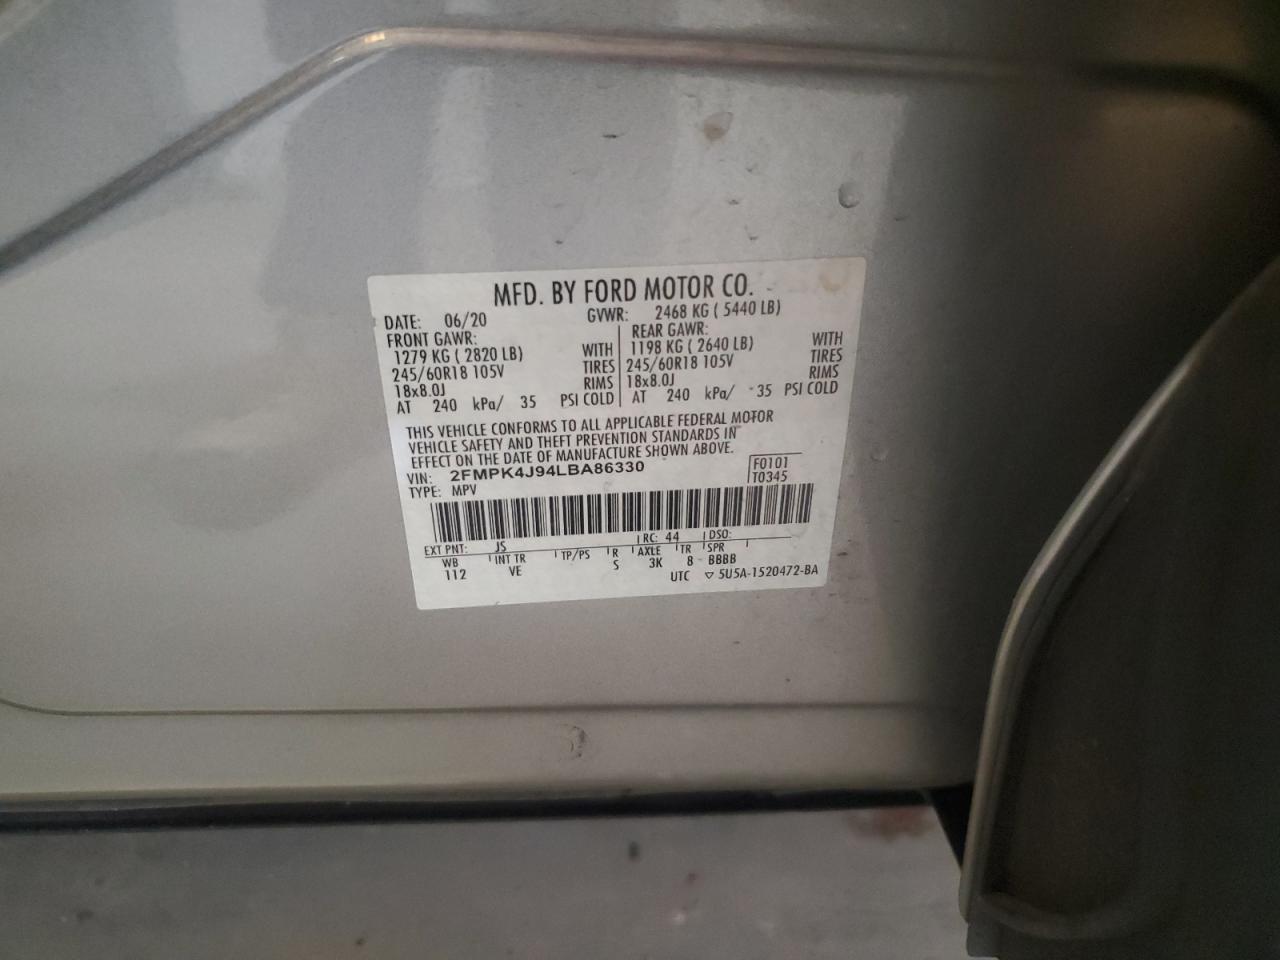 MFD. BY FORD MOTOR CO.
DATE: 06/20 GVWR: 2468 KG ( 5440 LB)
FRONT GAWR: REAR GAWR:
1279 KG ( 2820 LB) WITH 1198 KG ( 2640 LB) WITH
245/60R18 105V TIRES 245/60R18 105V TIRES
18x8.0J RIMS 18x8.0J RIMS
AT 240 kPa/ 35 PSI COLD AT 240 kPa/ 35 PSI COLD
THIS VEHICLE CONFORMS TO ALL APPLICABLE FEDERAL MOTOR
VEHICLE SAFETY AND THEFT PREVENTION STANDARDS IN
EFFECT ON THE DATE OF MANUFACTURE SHOWN ABOVE.
VIN: 2FMPK4J94LBA86330 F0101
TYPE: MPV T0345
EXT PNT: JS RC: 44 DSO:
WB INT TR TP/PS R AXLE TR SPR
112 VE S 3K 8 BBBB
UTC ▽ 5U5A-1520472-BA